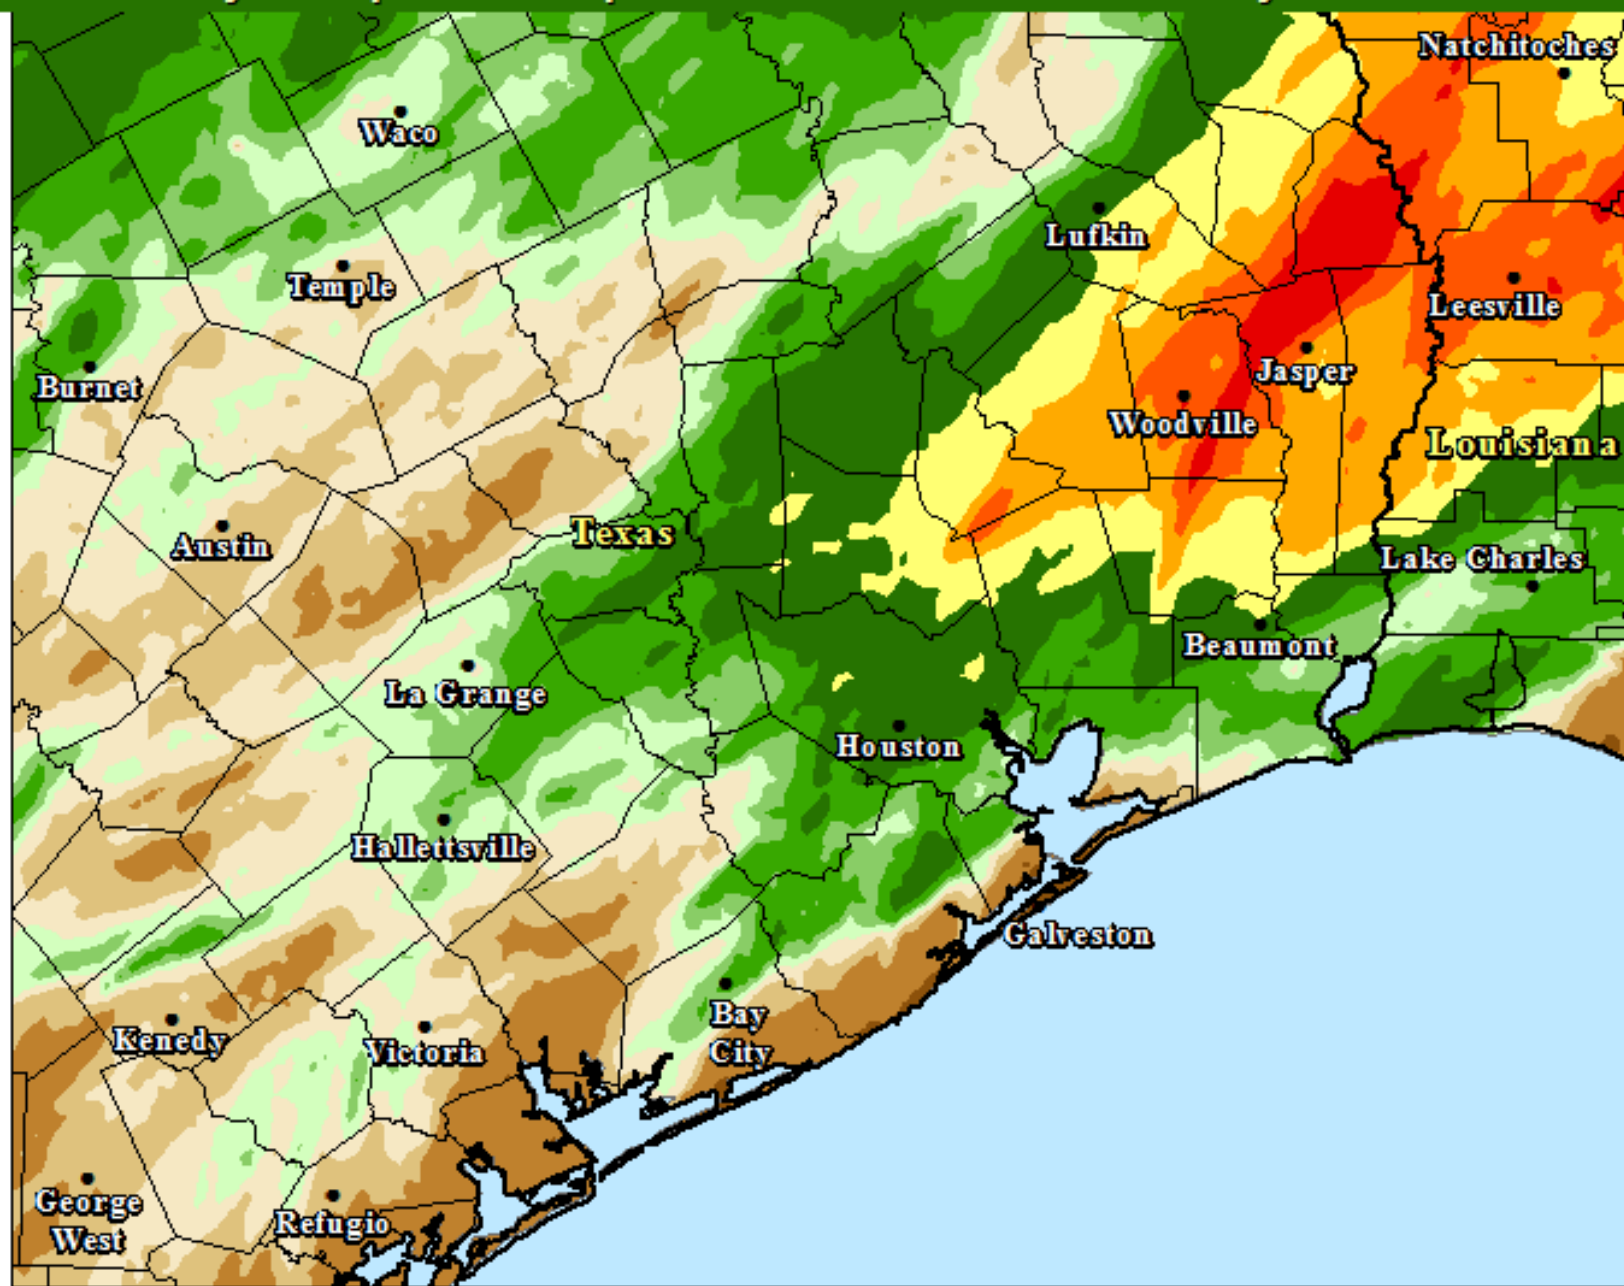 Natchitoches
Waco
Lufkin
Temple
Leesville
Burnet
Jasper
Woodville
Louisiana
Texas
Austin
Lake Charles
Beaumont
La Grange
Houston
Hallettsville
Galveston
Bay
City
Kenedy
Victoria
George
West
Refugio